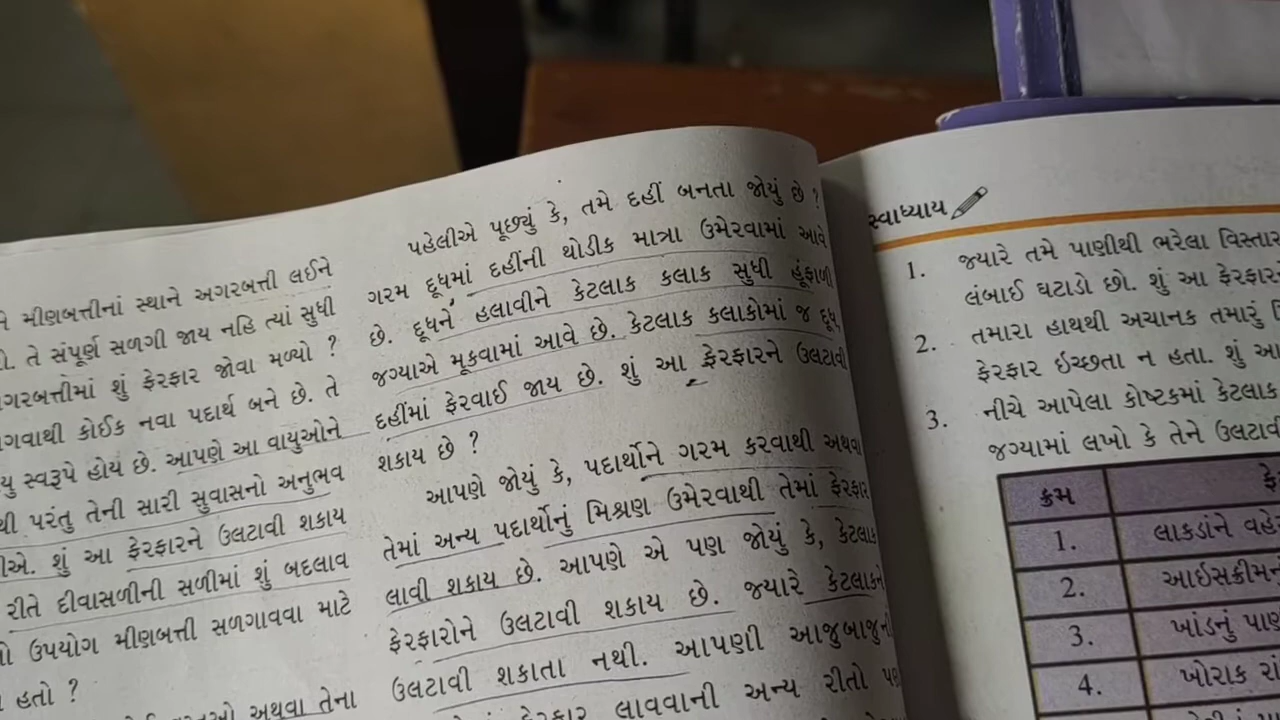 મીણબત્તીનાં સ્થાને અગરબત્તી લઈને
તે સંપૂર્ણ સળગી જાય નહિ ત્યાં સુધી
ગરબત્તીમાં શું ફેરફાર જોવા મળ્યો ?
ગવાથી કોઈક નવા પદાર્થ બને છે. તે
યુ સ્વરૂપે હોય છે. આપણે આ વાયુઓને
થી પરંતુ તેની સારી સુવાસનો અનુભવ
ીએ. શું આ ફેરફારને ઉલટાવી શકાય
રીતે દીવાસળીની સળીમાં શું બદલાવ
ઉપયોગ મીણબત્તી સળગાવવા માટે
હતો ?
અથવા તેના
પહેલીએ પૂછ્યું કે, તમે દહીં બનતા જોયું છે ?
ગરમ દૂધમાં દહીંની થોડીક માત્રા ઉમેરવામાં આવે
છે. દૂધને હલાવીને કેટલાક કલાક સુધી હૂંફાળી
જગ્યાએ મૂકવામાં આવે છે. કેટલાક કલાકોમાં જ દૂધ
દહીંમાં ફેરવાઈ જાય છે. શું આ ફેરફારને ઉલટાવી
શકાય છે ?
આપણે જોયું કે, પદાર્થોને ગરમ કરવાથી અથવા
તેમાં અન્ય પદાર્થોનું મિશ્રણ ઉમેરવાથી તેમાં ફેરફાર
લાવી શકાય છે. આપણે એ પણ જોયું કે, કેટલાક
ફેરફારોને ઉલટાવી શકાય છે. જ્યારે કેટલાકને
ઉલટાવી શકાતા નથી. આપણી આજુબાજુની
ફેરફાર લાવવાની અન્ય રીતો પણ
સ્વાધ્યાય
1. જ્યારે તમે પાણીથી ભરેલા વિસ્તાર
લંબાઈ ઘટાડો છો. શું આ ફેરફાર
2. તમારા હાથથી અચાનક તમારું
ફેરફાર ઇચ્છતા ન હતા. શું આ
3. નીચે આપેલા કોષ્ટકમાં કેટલાક
જગ્યામાં લખો કે તેને ઉલટાવી
ક્રમ ફે
1. લાકડાંને વહે
2. આઇસક્રીમન
3. ખાંડનું પાણ
4. ખોરાક રાં